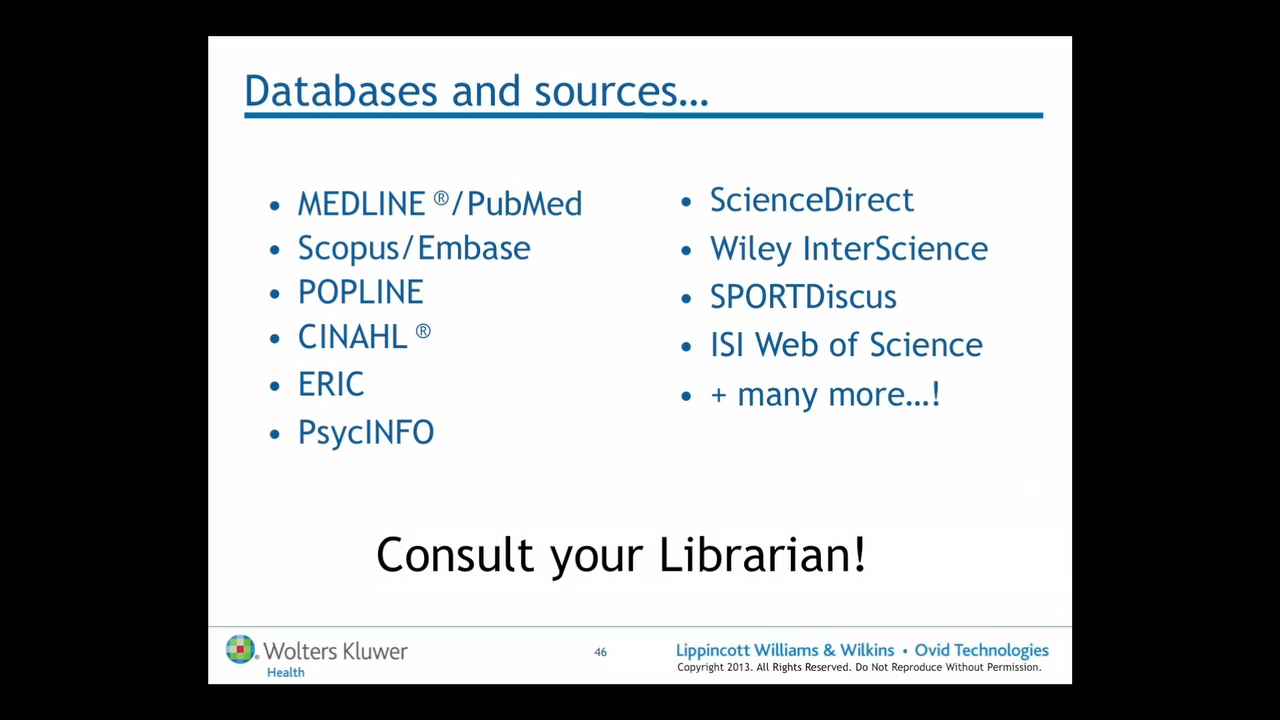 Databases and sources…
• MEDLINE ®/PubMed
• Scopus/Embase
• POPLINE
• CINAHL ®
• ERIC
• PsycINFO
• ScienceDirect
• Wiley InterScience
• SPORTDiscus
• ISI Web of Science
• + many more…!
Consult your Librarian!
Wolters Kluwer
Health
46
Lippincott Williams & Wilkins • Ovid Technologies
Copyright 2013. All Rights Reserved. Do Not Reproduce Without Permission.